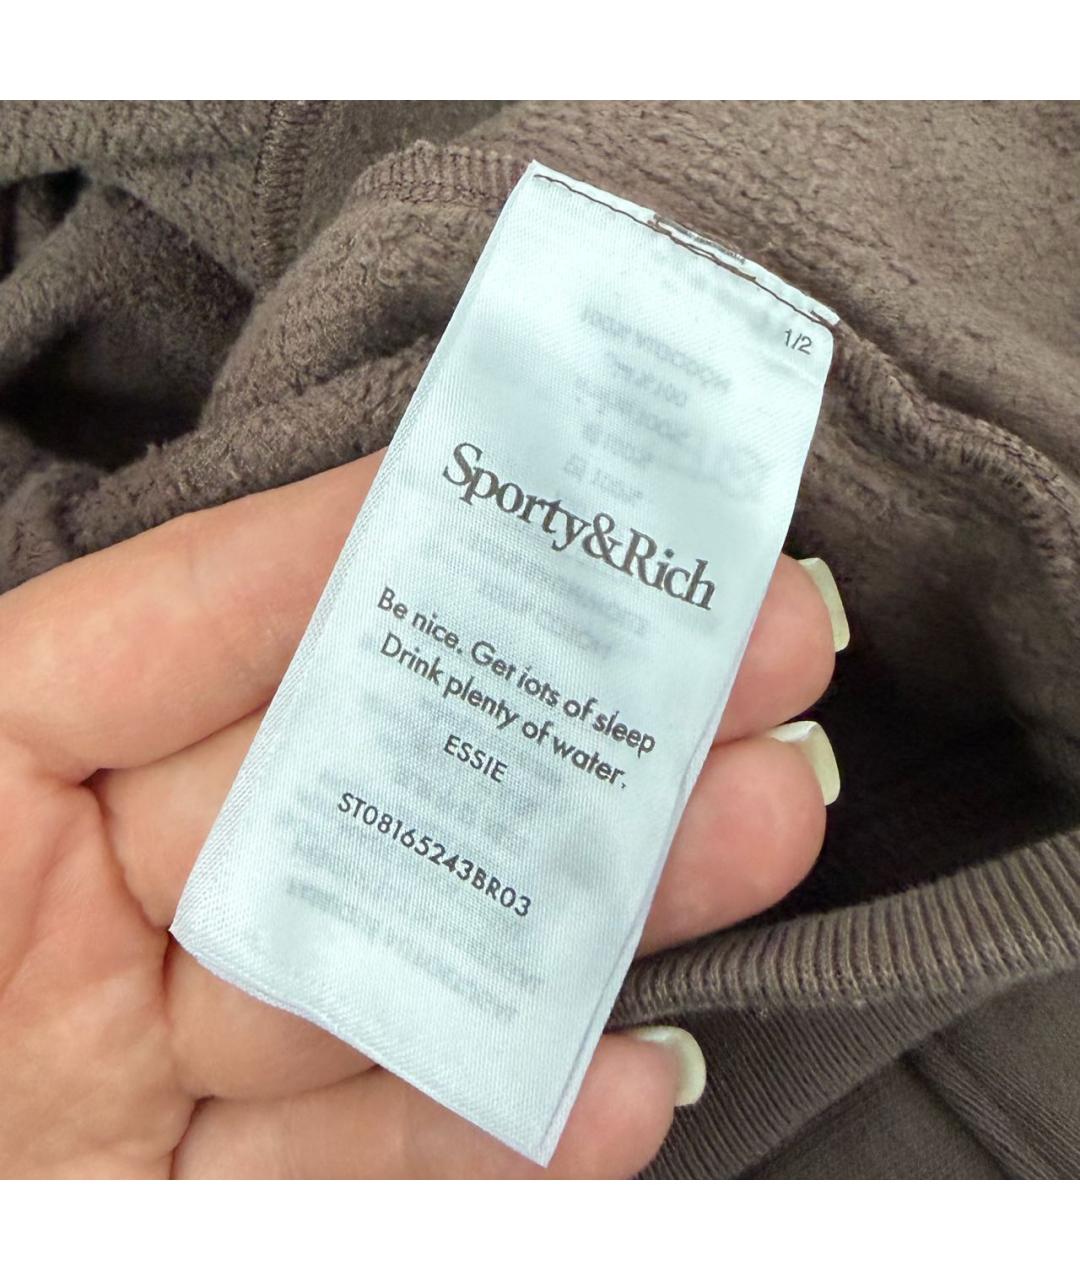 1/2
Sporty&Rich
Be nice. Get lots of sleep
Drink plenty of water.
ESSIE
ST08165243BR03